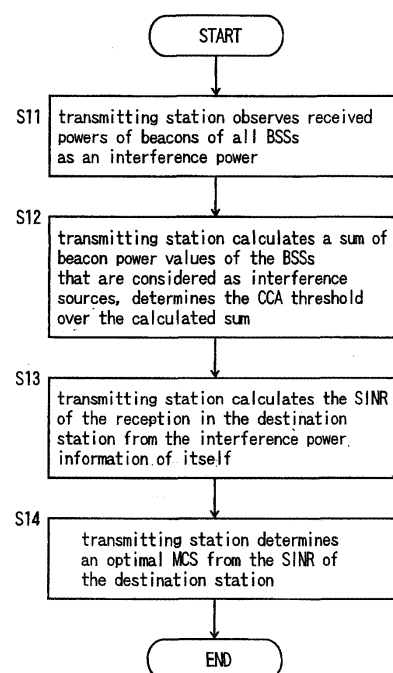 START
S11
transmitting station observes received
powers of beacons of all BSSs
as an interference power
S12
transmitting station calculates a sum of
beacon power values of the BSSs
that are considered as interference
sources, determines the CCA threshold
over the calculated sum
S13
transmitting station calculates the SINR
of the reception in the destination
station from the interference power
information of itself
S14
transmitting station determines
an optimal MCS from the SINR of
the destination station
END